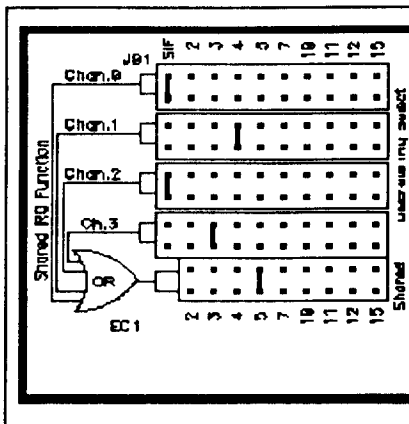 JB1
SIF 2 3 4 5 7 10 11 12 15
Chan.0
Chan.1
Chan.2
Ch.3
Shared IRQ Function
OR
EC1
Shared
2 3 4 5 7 10 11 12 15